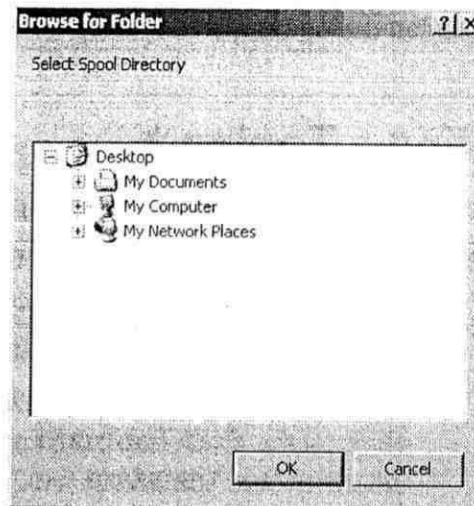 Browse for Folder
Select Spool Directory
Desktop
My Documents
My Computer
My Network Places
OK
Cancel